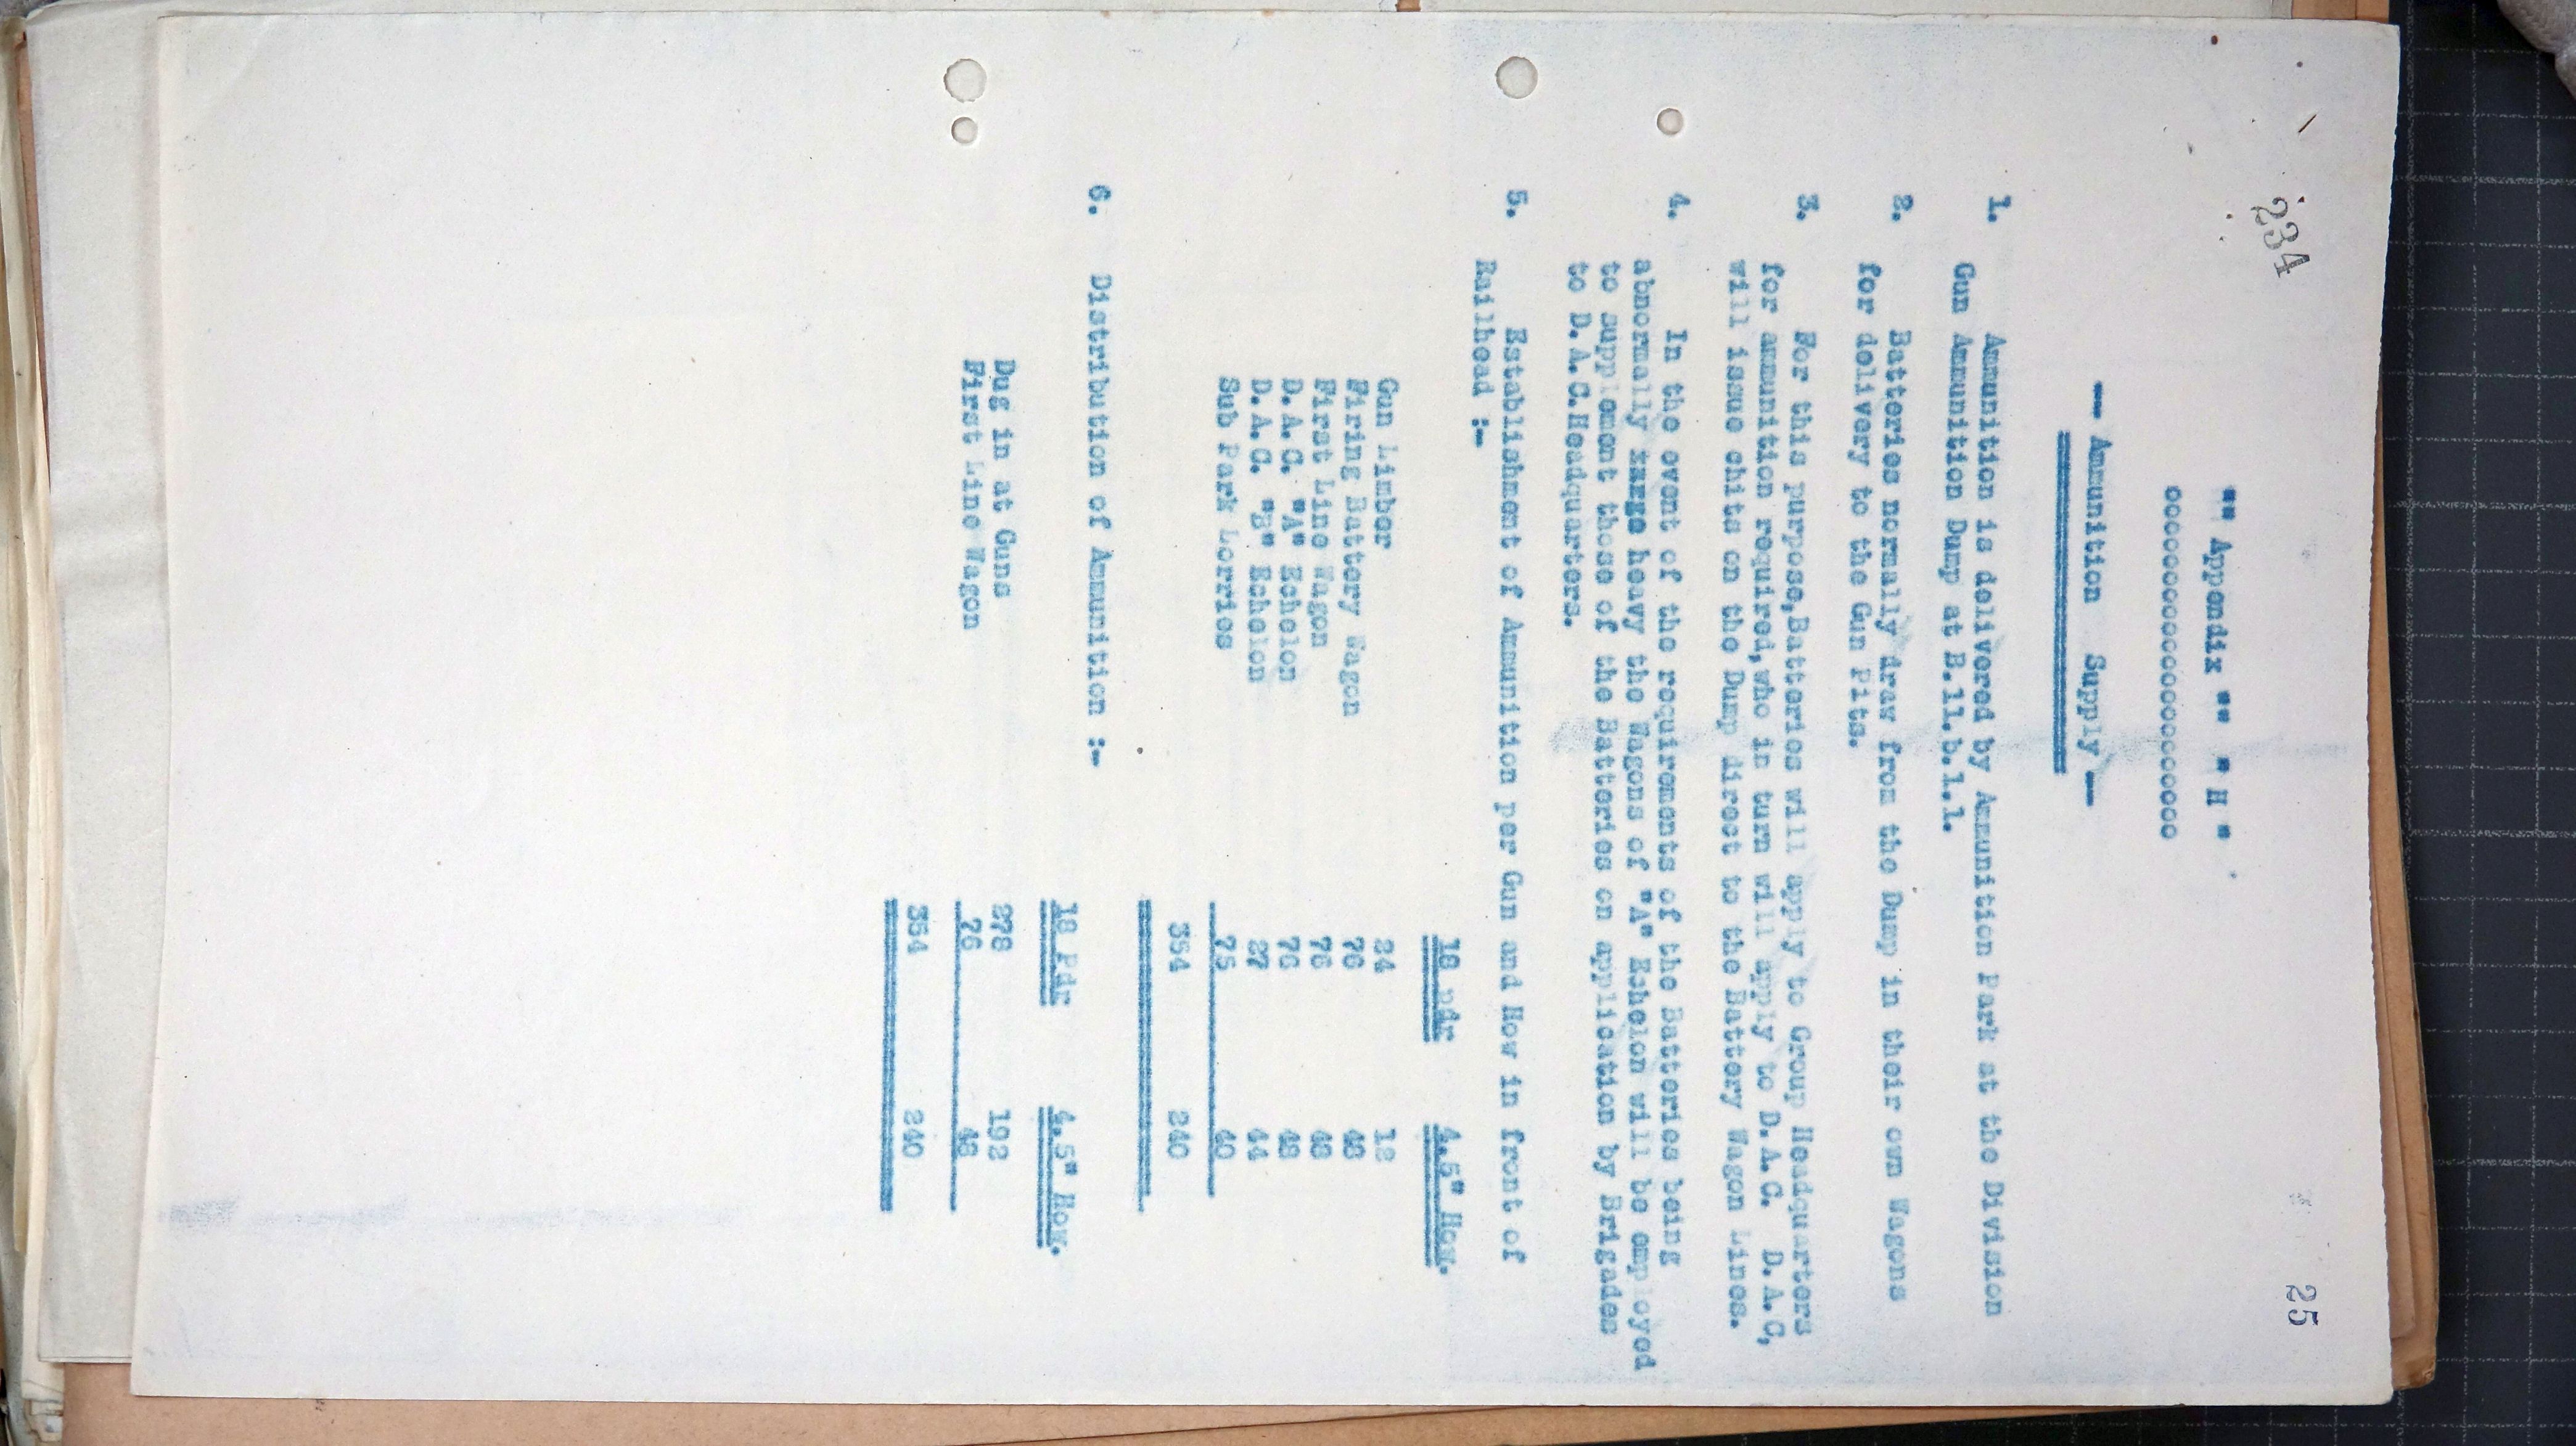 234
25
"" Appendix "" " H "
oooooooooooooooooooooooo
-- Ammunition Supply --
1. Ammunition is delivered by Ammunition Park at the Division
Gun Ammunition Dump at B.11.b.1.1.
2. Batteries normally draw from the Dump in their own Wagons
for delivery to the Gun Pits.
3. For this purpose,Batteries will apply to Group Headquarters
for ammunition required,who in turn will apply to D.A.C. D.A.C,
will issue chits on the Dump direct to the Battery Wagon Lines.
4. In the event of the requirements of the Batteries being
abnormally heavy the Wagons of "A" Echelon will be employed
to supplement those of the Batteries on application by Brigades
to D.A.C.Headquarters.
5. Establishment of Ammunition per Gun and How in front of
Railhead :-
18 pdr 4.5" How.
Gun Limber 24 12
Firing Battery Wagon 76 48
First Line Wagon 76 48
D.A.C. "A" Echelon 76 48
D.A.C. "B" Echelon 27 44
Sub Park Lorries 75 40
354 240
6. Distribution of Ammunition :-
18 Pdr 4.5" How.
Dug in at Guns 278 192
First Line Wagon 76 48
354 240